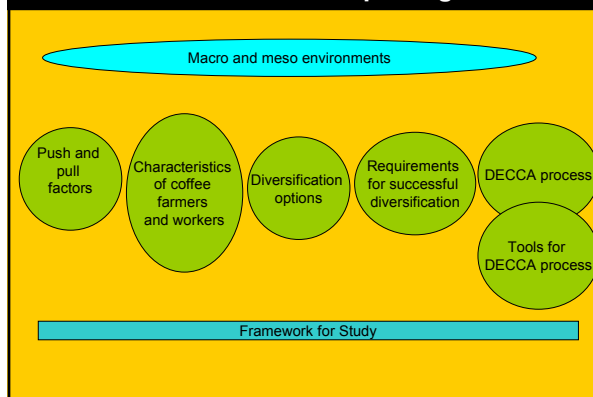 Macro and meso environments
Push and
pull
factors
Characteristics
of coffee
farmers
and workers
Diversification
options
Requirements
for successful
diversification
DECCA process
Tools for
DECCA process
Framework for Study